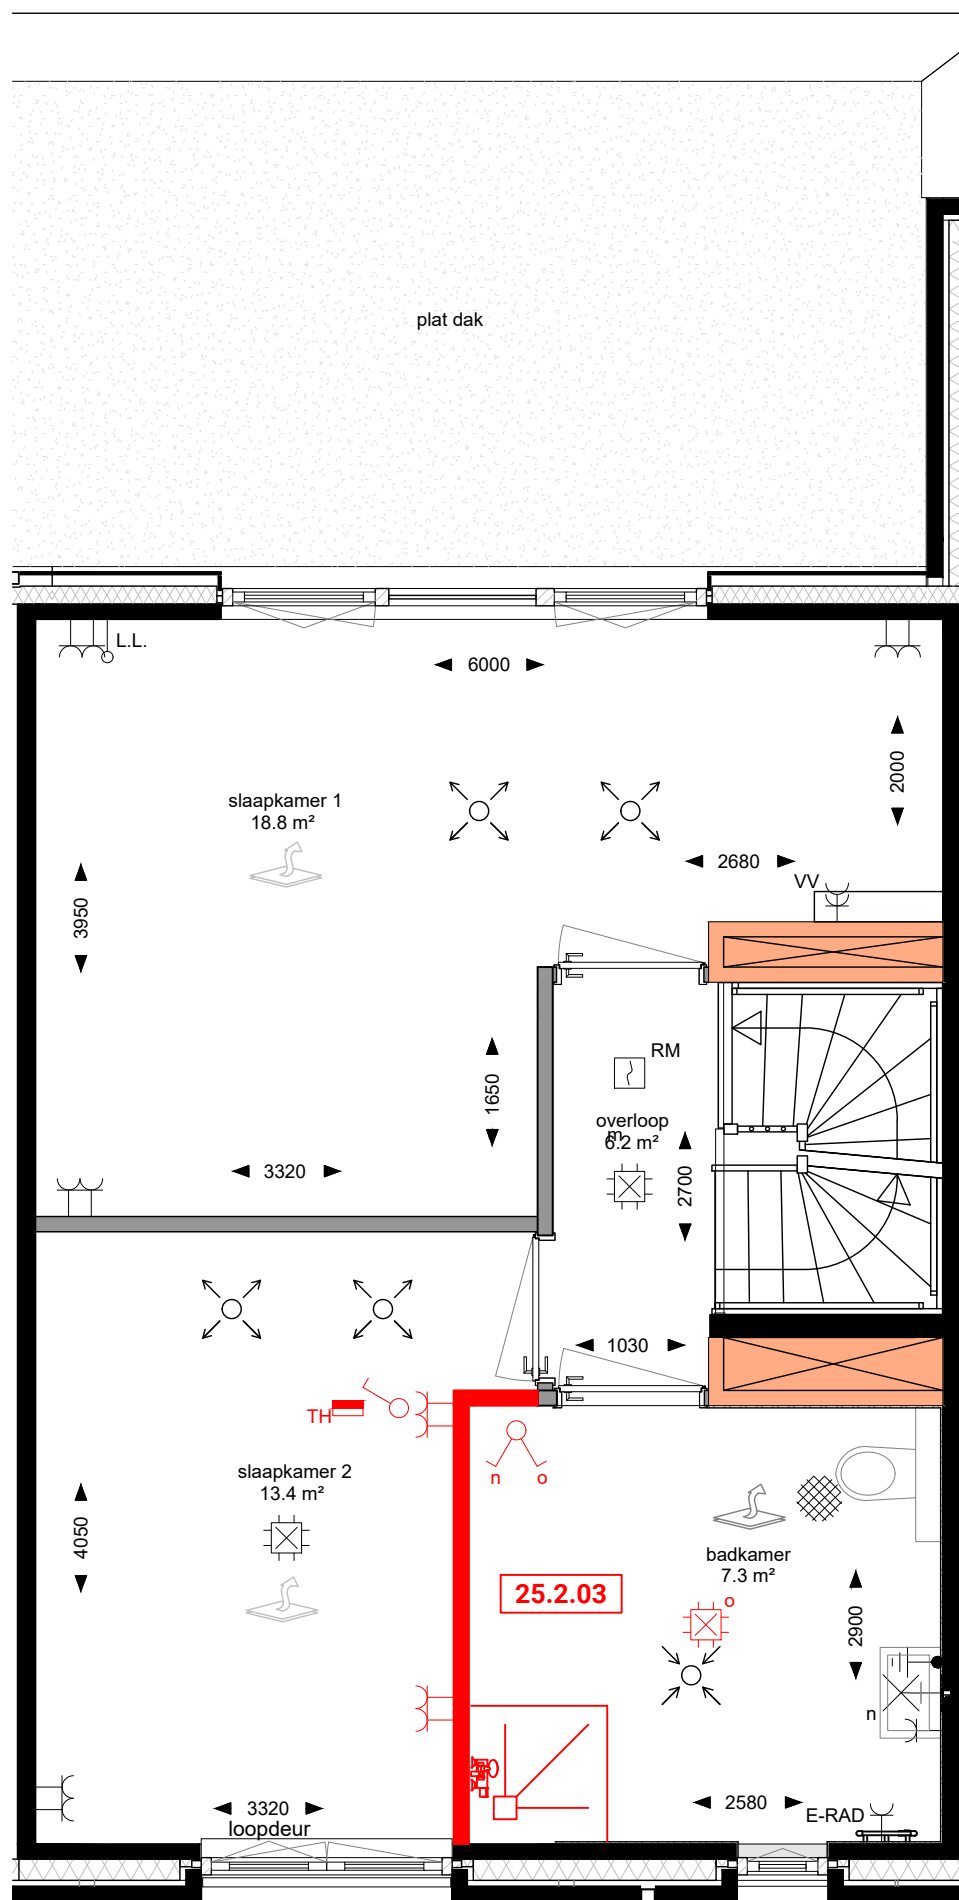 plat dak
L.L.
6000
2000
slaapkamer 1
18.8 m²
2680
VV
3950
RM
1650
overloop
m
6.2 m²
3320
2700
1030
TH
slaapkamer 2
13.4 m²
n o
4050
badkamer
7.3 m²
25.2.03
o
2900
n
3320
loopdeur
2580
E-RAD